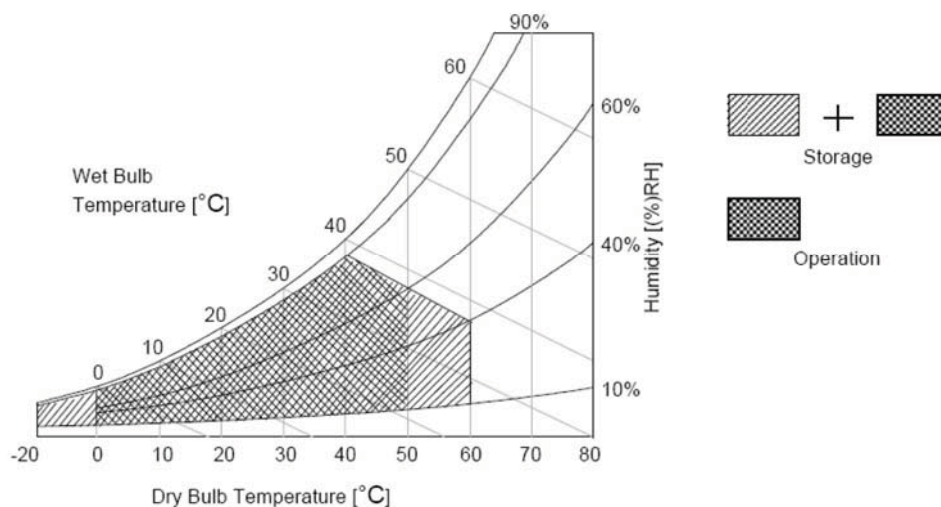 90%
60
60%
50
Wet Bulb
Temperature [°C]
40
40%
30
20
10
0
10%
Humidity [(%)RH]
-20 0 10 20 30 40 50 60 80
Dry Bulb Temperature [°C]
+
Storage
Operation